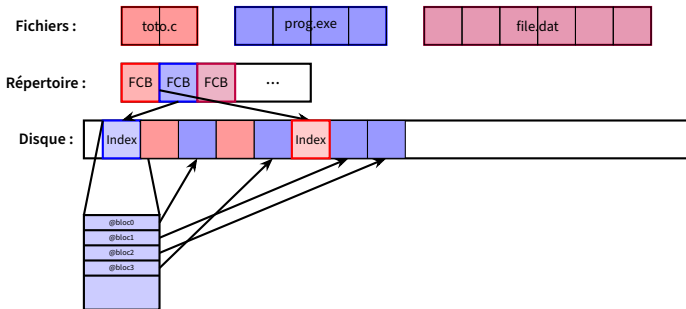 Fichiers : toto.c prog.exe file.dat
Répertoire : FCB FCB FCB ...
Disque : Index Index
@bloc0
@bloc1
@bloc2
@bloc3